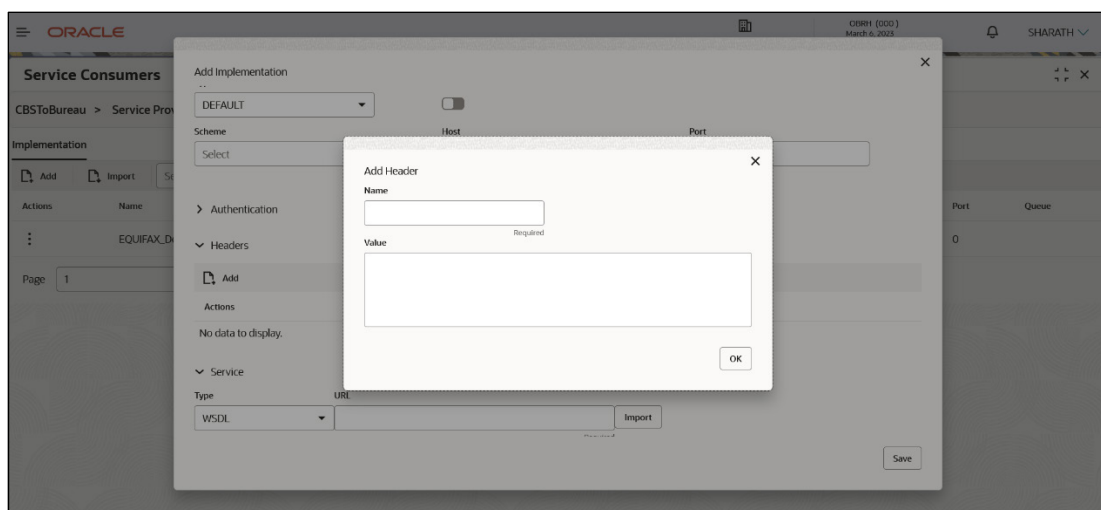 ORACLE
OBRH (000)
March 6, 2023
SHARATH
Service Consumers
Add Implementation
CBSToBureau > Service Prov
DEFAULT
Scheme Host Port
Implementation
Select
Add Import
Add Header
Name
Actions Name
Authentication
Port Queue
Required
EQUIFAX_D
Headers
Value
0
Page 1
Add
Actions
No data to display.
OK
Service
Type URL
WSDL
Import
Save